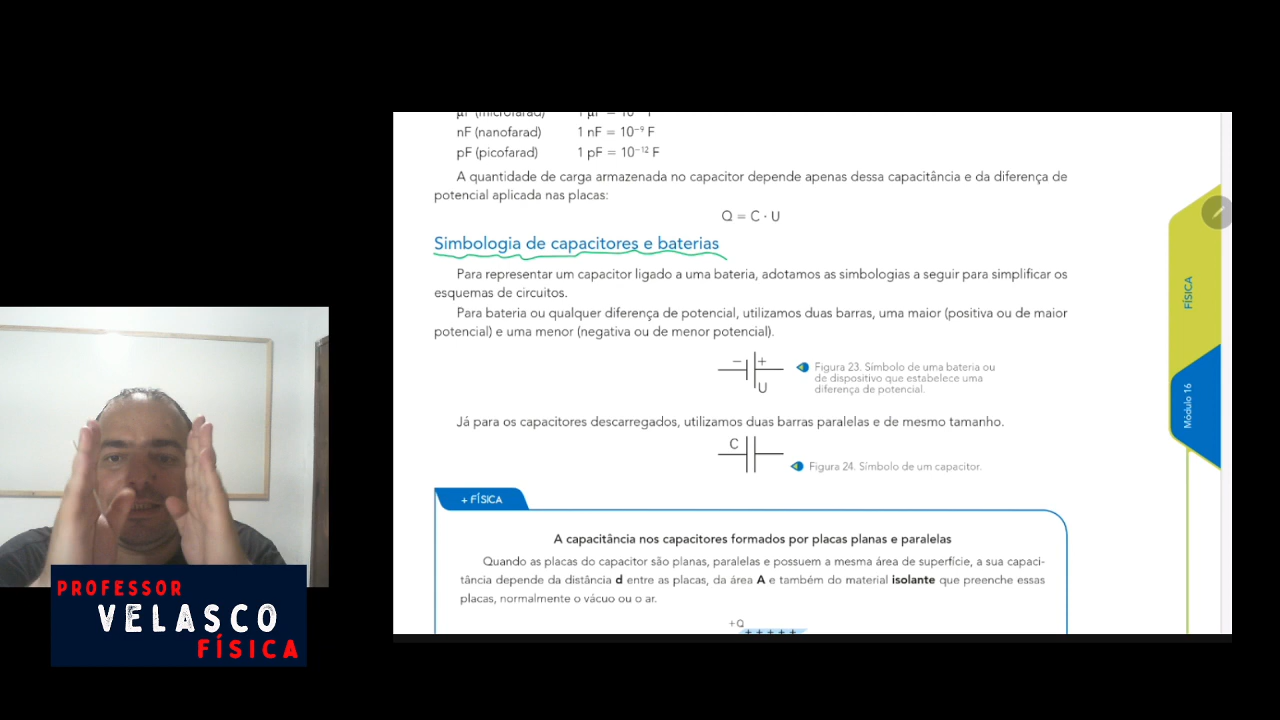 µF (microfarad) 1 µF = 10 F
nF (nanofarad) 1 nF = 10⁻⁹ F
pF (picofarad) 1 pF = 10⁻¹² F
A quantidade de carga armazenada no capacitor depende apenas dessa capacitância e da diferença de
potencial aplicada nas placas:
Q = C · U
Simbologia de capacitores e baterias
Para representar um capacitor ligado a uma bateria, adotamos as simbologias a seguir para simplificar os
esquemas de circuitos.
Para bateria ou qualquer diferença de potencial, utilizamos duas barras, uma maior (positiva ou de maior
potencial) e uma menor (negativa ou de menor potencial).
− +
U
Figura 23. Símbolo de uma bateria ou
de dispositivo que estabelece uma
diferença de potencial.
Já para os capacitores descarregados, utilizamos duas barras paralelas e de mesmo tamanho.
C
Figura 24. Símbolo de um capacitor.
+ FÍSICA
A capacitância nos capacitores formados por placas planas e paralelas
Quando as placas do capacitor são planas, paralelas e possuem a mesma área de superfície, a sua capaci-
tância depende da distância d entre as placas, da área A e também do material isolante que preenche essas
placas, normalmente o vácuo ou o ar.
+Q
+ + + + +
FÍSICA
Módulo 16
PROFESSOR
VELASCO
FÍSICA